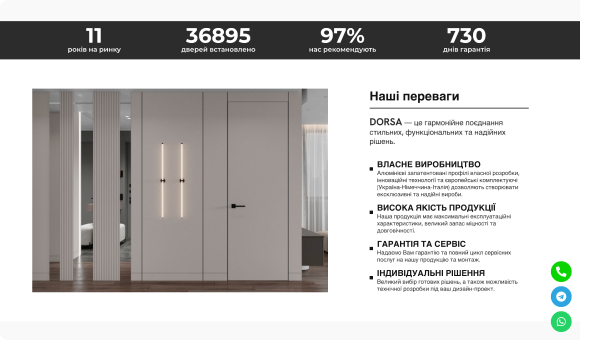 11
років на ринку
36895
дверей встановлено
97%
нас рекомендують
730
днів гарантія
Наші переваги
DORSA — це гармонійне поєднання
стильних, функціональних та надійних
рішень.
ВЛАСНЕ ВИРОБНИЦТВО
Алюмінієві запатентовані профілі власної розробки,
інноваційні технології та європейські комплектуючі
(Україна-Німеччина-Італія) дозволяють створювати
ексклюзивні та надійні вироби.
ВИСОКА ЯКІСТЬ ПРОДУКЦІЇ
Наша продукція має максимальні експлуатаційні
характеристики, великий запас міцності та
довговічності.
ГАРАНТІЯ ТА СЕРВІС
Надаємо Вам гарантію та повний цикл сервісних
послуг на нашу продукцію та монтаж.
ІНДИВІДУАЛЬНІ РІШЕННЯ
Великий вибір готових рішень, а також можливість
технічної розробки під ваш дизайн-проект.